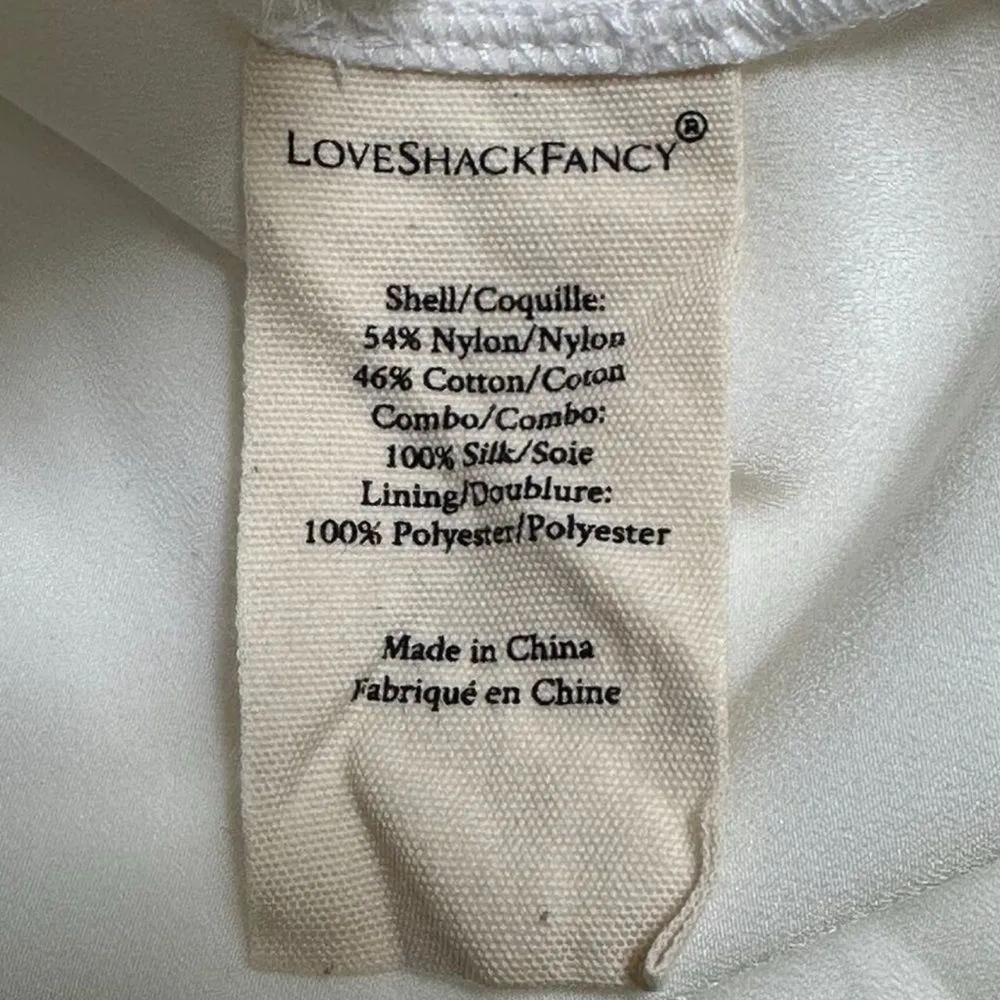 LOVESHACKFANCY®
Shell/Coquille:
54% Nylon/Nylon
46% Cotton/Coton
Combo/Combo:
100% Silk/Soie
Lining/Doublure:
100% Polyester/Polyester
Made in China
Fabriqué en Chine